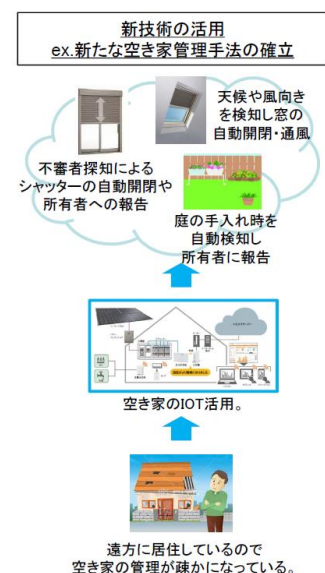 新技術の活用
ex.新たな空き家管理手法の確立
天候や風向き
を検知し窓の
自動開閉・通風
不審者探知による
シャッターの自動開閉や
所有者への報告
庭の手入れ時を
自動検知し
所有者に報告
空き家のIOT活用。
遠方に居住しているので
空き家の管理が疎かになっている。